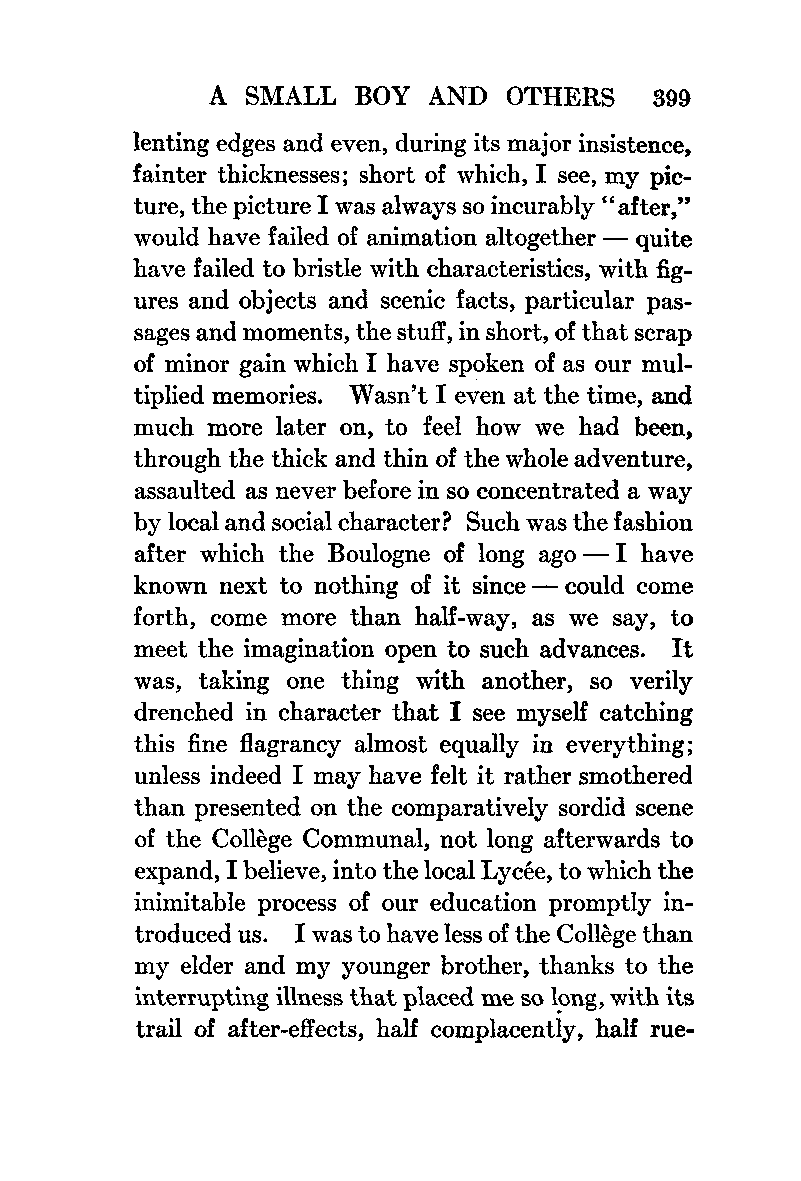 A SMALL BOY AND OTHERS 399
lenting edges and even, during its major insistence,
fainter thicknesses; short of which, I see, my pic-
ture, the picture I was always so incurably "after,"
would have failed of animation altogether — quite
have failed to bristle with characteristics, with fig-
ures and objects and scenic facts, particular pas-
sages and moments, the stuff, in short, of that scrap
of minor gain which I have spoken of as our mul-
tiplied memories. Wasn't I even at the time, and
much more later on, to feel how we had been,
through the thick and thin of the whole adventure,
assaulted as never before in so concentrated a way
by local and social character? Such was the fashion
after which the Boulogne of long ago — I have
known next to nothing of it since — could come
forth, come more than half-way, as we say, to
meet the imagination open to such advances. It
was, taking one thing with another, so verily
drenched in character that I see myself catching
this fine flagrancy almost equally in everything;
unless indeed I may have felt it rather smothered
than presented on the comparatively sordid scene
of the Collège Communal, not long afterwards to
expand, I believe, into the local Lycée, to which the
inimitable process of our education promptly in-
troduced us. I was to have less of the Collège than
my elder and my younger brother, thanks to the
interrupting illness that placed me so long, with its
trail of after-effects, half complacently, half rue-